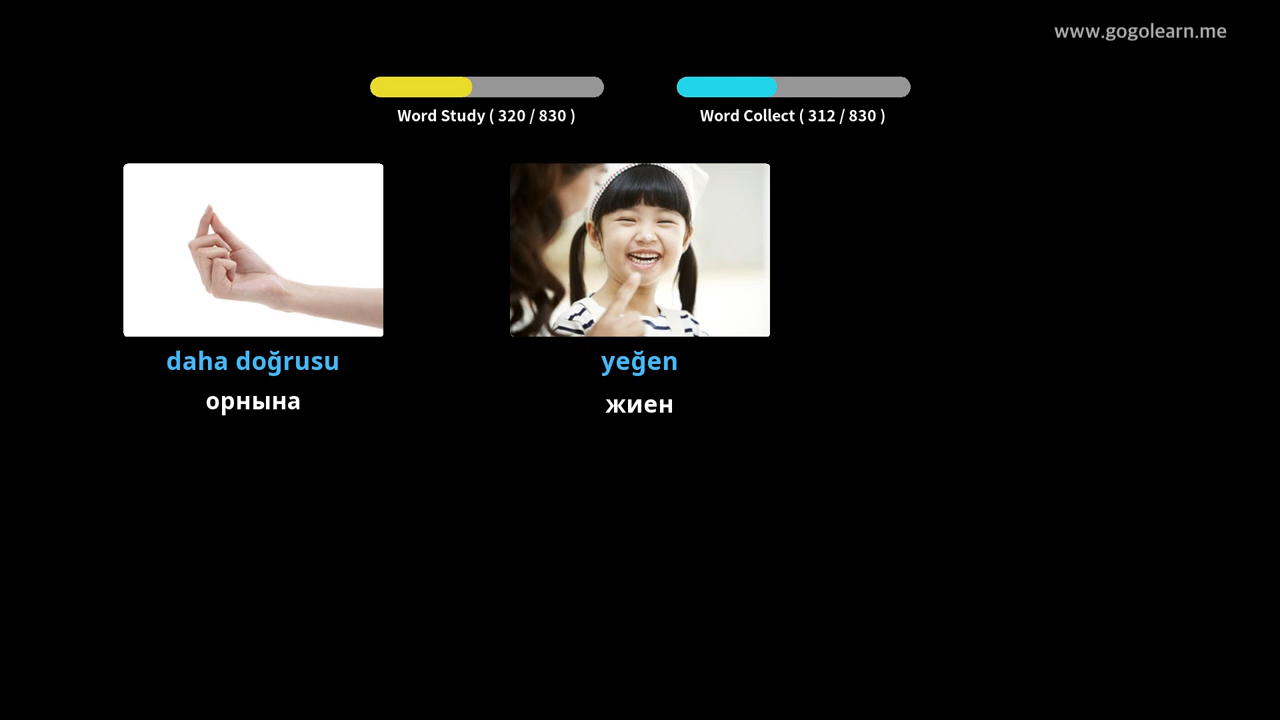 www.gogolearn.me
Word Study ( 320 / 830 )
Word Collect ( 312 / 830 )
daha doğrusu
орнына
yeğen
жиен